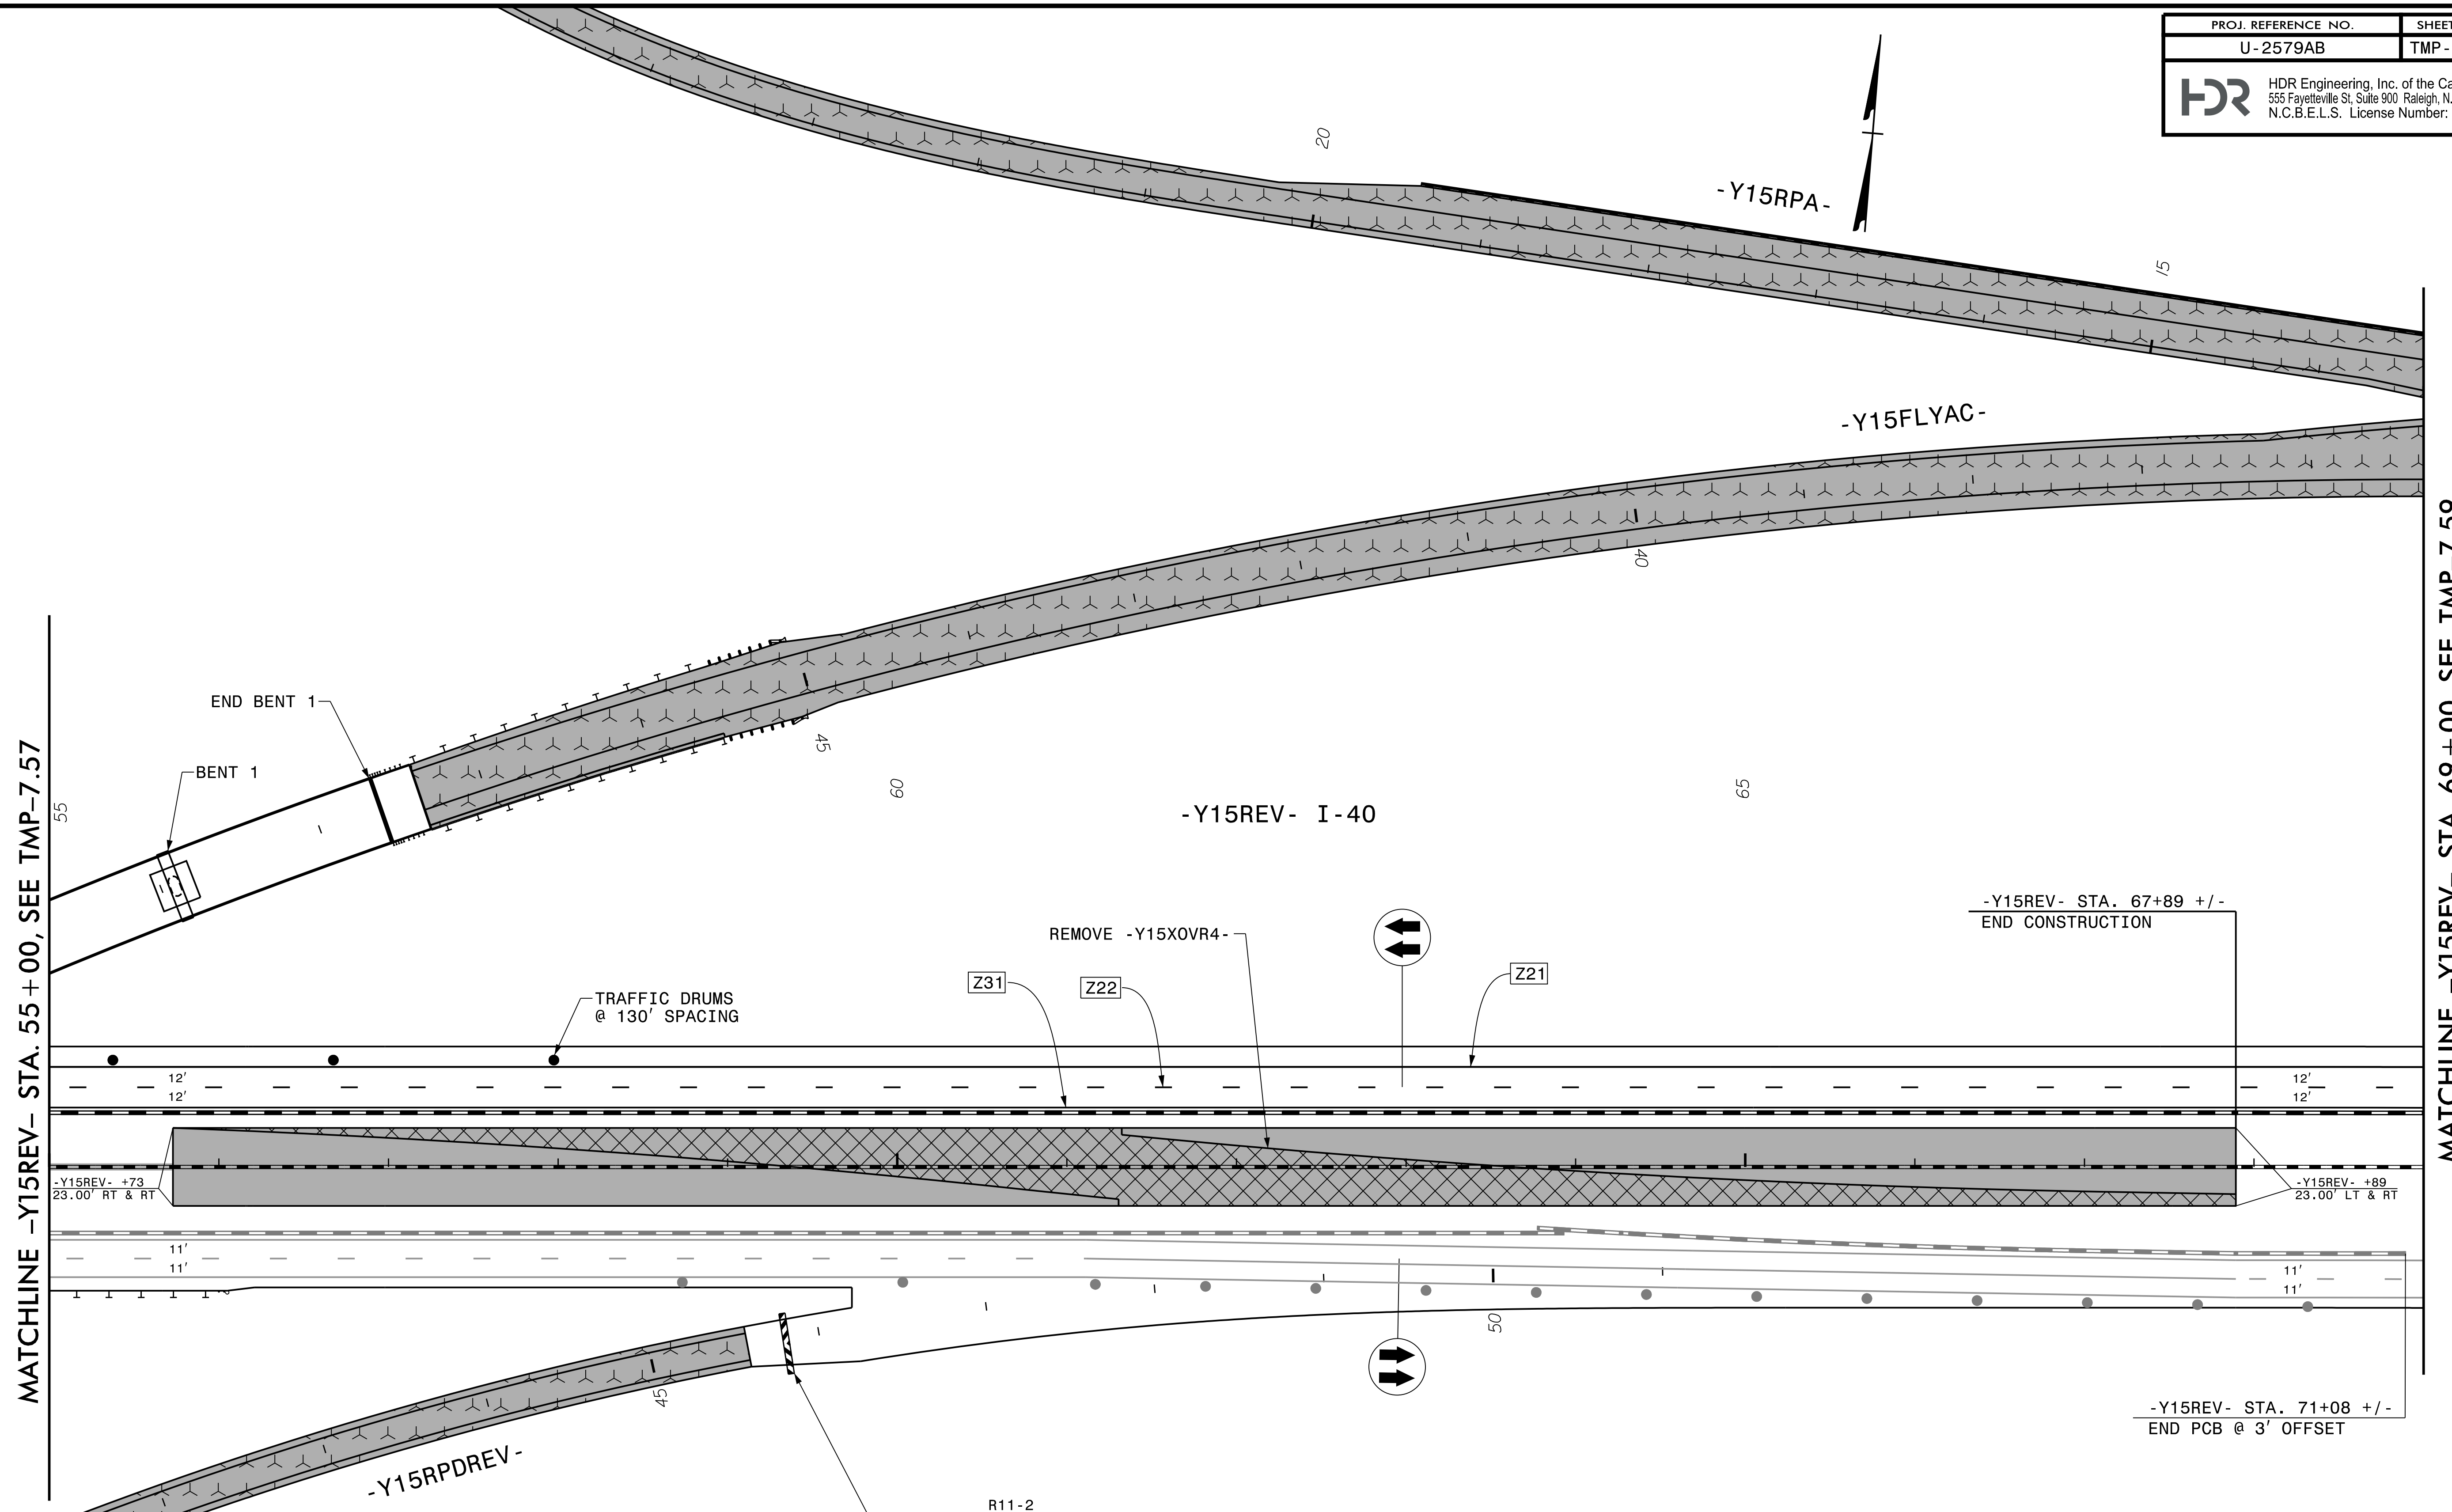 PROJ. REFERENCE NO.
SHEET
U-2579AB
TMP-
HDR
HDR Engineering, Inc. of the Ca
555 Fayetteville St, Suite 900 Raleigh, N.
N.C.B.E.L.S. License Number:
20
-Y15RPA-
15
-Y15FLYAC-
40
END BENT 1
BENT 1
45
55
60
65
-Y15REV- I-40
MATCHLINE -Y15REV- STA. 55+00, SEE TMP-7.57
-Y15REV- STA. 67+89 +/-
END CONSTRUCTION
REMOVE -Y15XOVR4-
Z31
Z22
Z21
TRAFFIC DRUMS
@ 130' SPACING
12'
12'
12'
12'
-Y15REV- +73
23.00' RT & RT
-Y15REV- +89
23.00' LT & RT
11'
11'
11'
11'
50
45
-Y15REV- STA. 71+08 +/-
END PCB @ 3' OFFSET
-Y15RPDREV-
R11-2